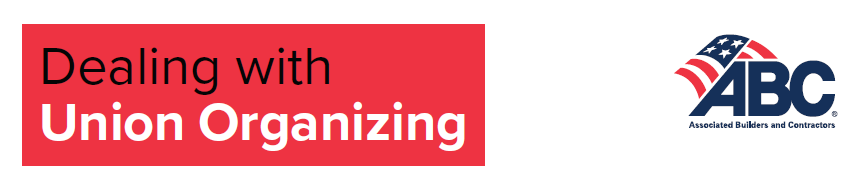 Dealing with
Union Organizing
ABC®
Associated Builders and Contractors